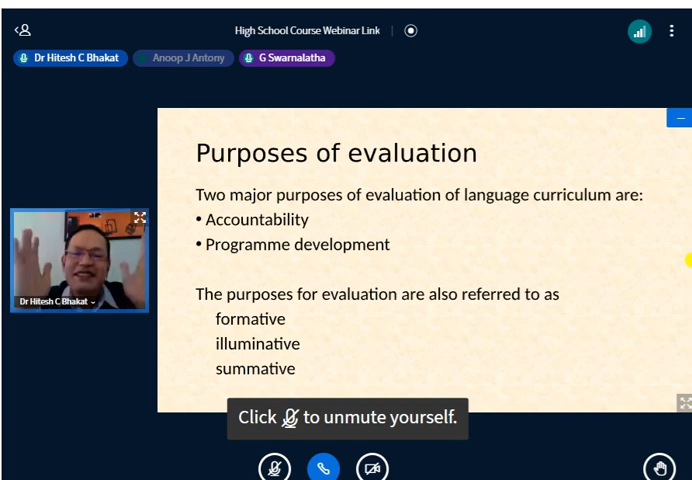 High School Course Webinar Link
Dr Hitesh C Bhakat Anoop J Antony G Swarnalatha
Purposes of evaluation
Two major purposes of evaluation of language curriculum are:
• Accountability
• Programme development
The purposes for evaluation are also referred to as
formative
illuminative
summative
Dr Hitesh C Bhakat
Click to unmute yourself.